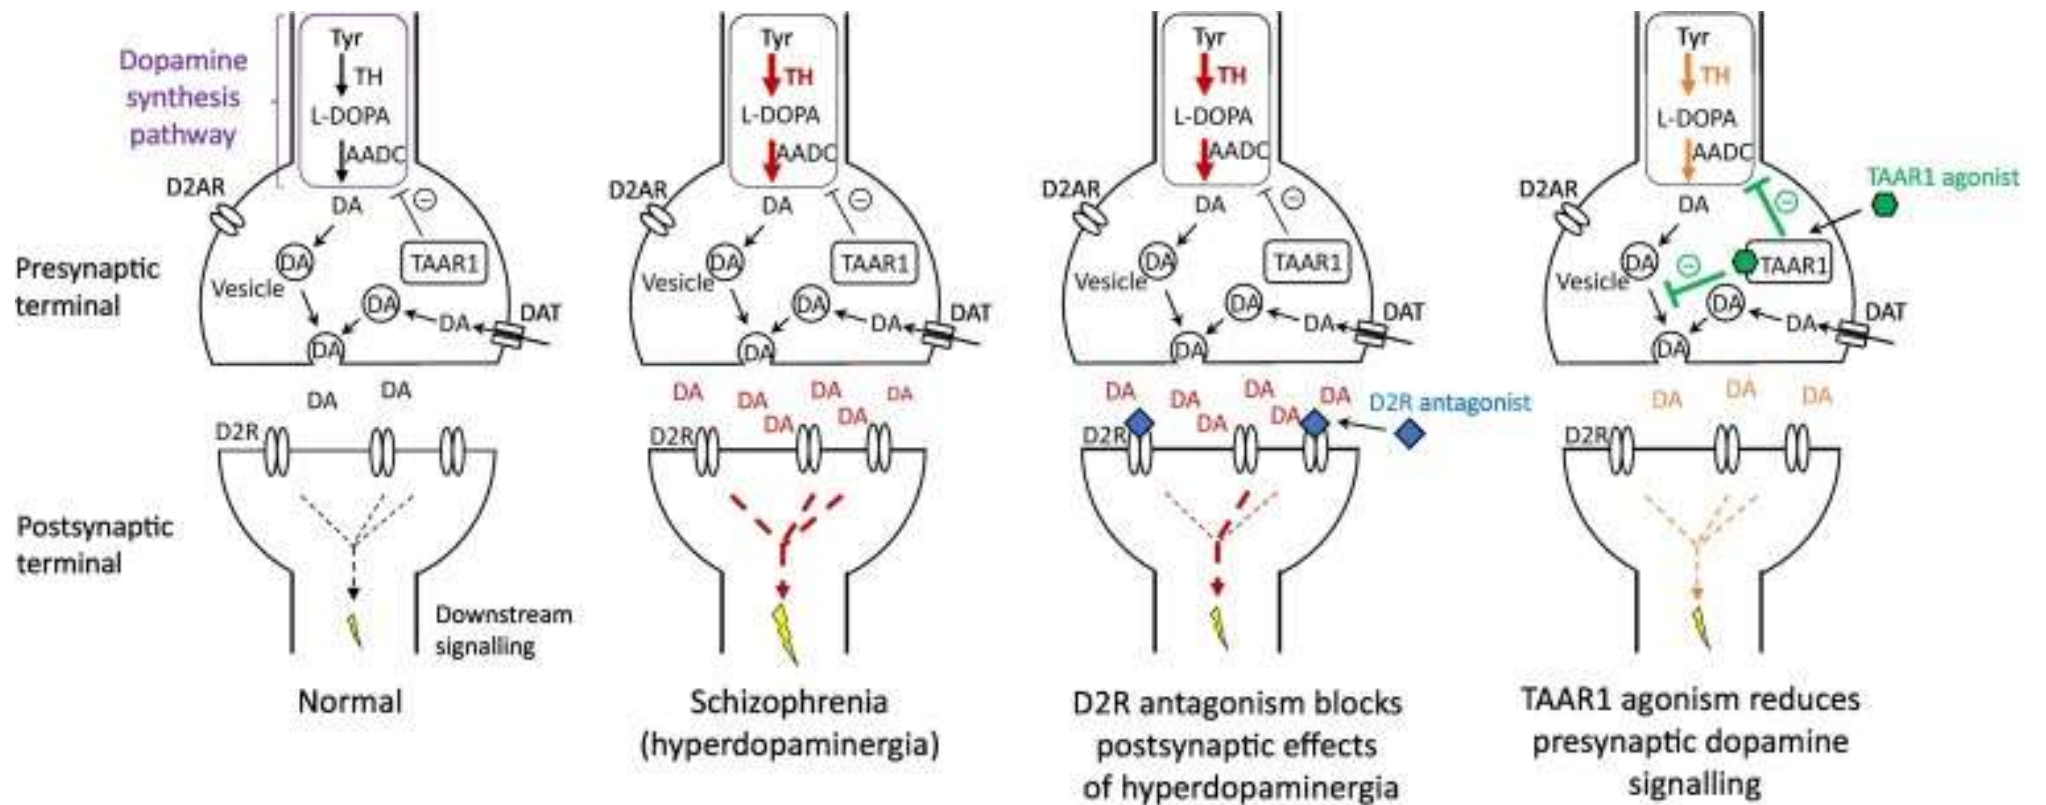 Dopamine
synthesis
pathway
Presynaptic
terminal
Postsynaptic
terminal
Tyr
TH
L-DOPA
AADC
D2AR
DA
⊖
TAAR1
Vesicle
DA
DA
DA
DAT
DA
DA
DA
D2R
Downstream
signalling
Normal
Tyr
TH
L-DOPA
AADC
D2AR
DA
⊖
TAAR1
Vesicle
DA
DA
DA
DAT
DA
DA
DA
DA
DA
DA
DA
D2R
Schizophrenia
(hyperdopaminergia)
Tyr
TH
L-DOPA
AADC
D2AR
DA
⊖
TAAR1
Vesicle
DA
DA
DA
DAT
DA
DA
DA
DA
DA
DA
DA
DA
D2R antagonist
D2R
D2R antagonism blocks
postsynaptic effects
of hyperdopaminergia
Tyr
TH
L-DOPA
AADC
D2AR
TAAR1 agonist
DA
⊖
⊖
TAAR1
Vesicle
DA
DA
DA
DAT
DA
DA
DA
DA
D2R
TAAR1 agonism reduces
presynaptic dopamine
signalling